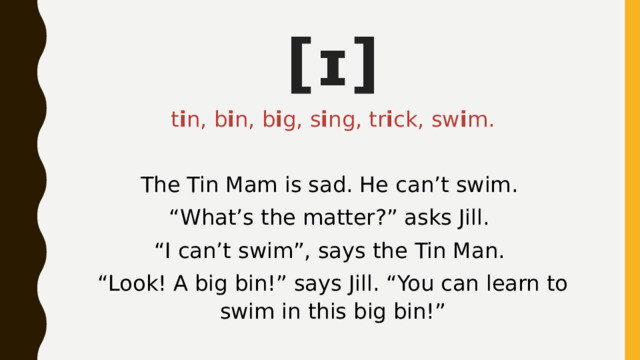 [ɪ]
tin, bin, big, sing, trick, swim.
The Tin Mam is sad. He can’t swim.
“What’s the matter?” asks Jill.
“I can’t swim”, says the Tin Man.
“Look! A big bin!” says Jill. “You can learn to
swim in this big bin!”